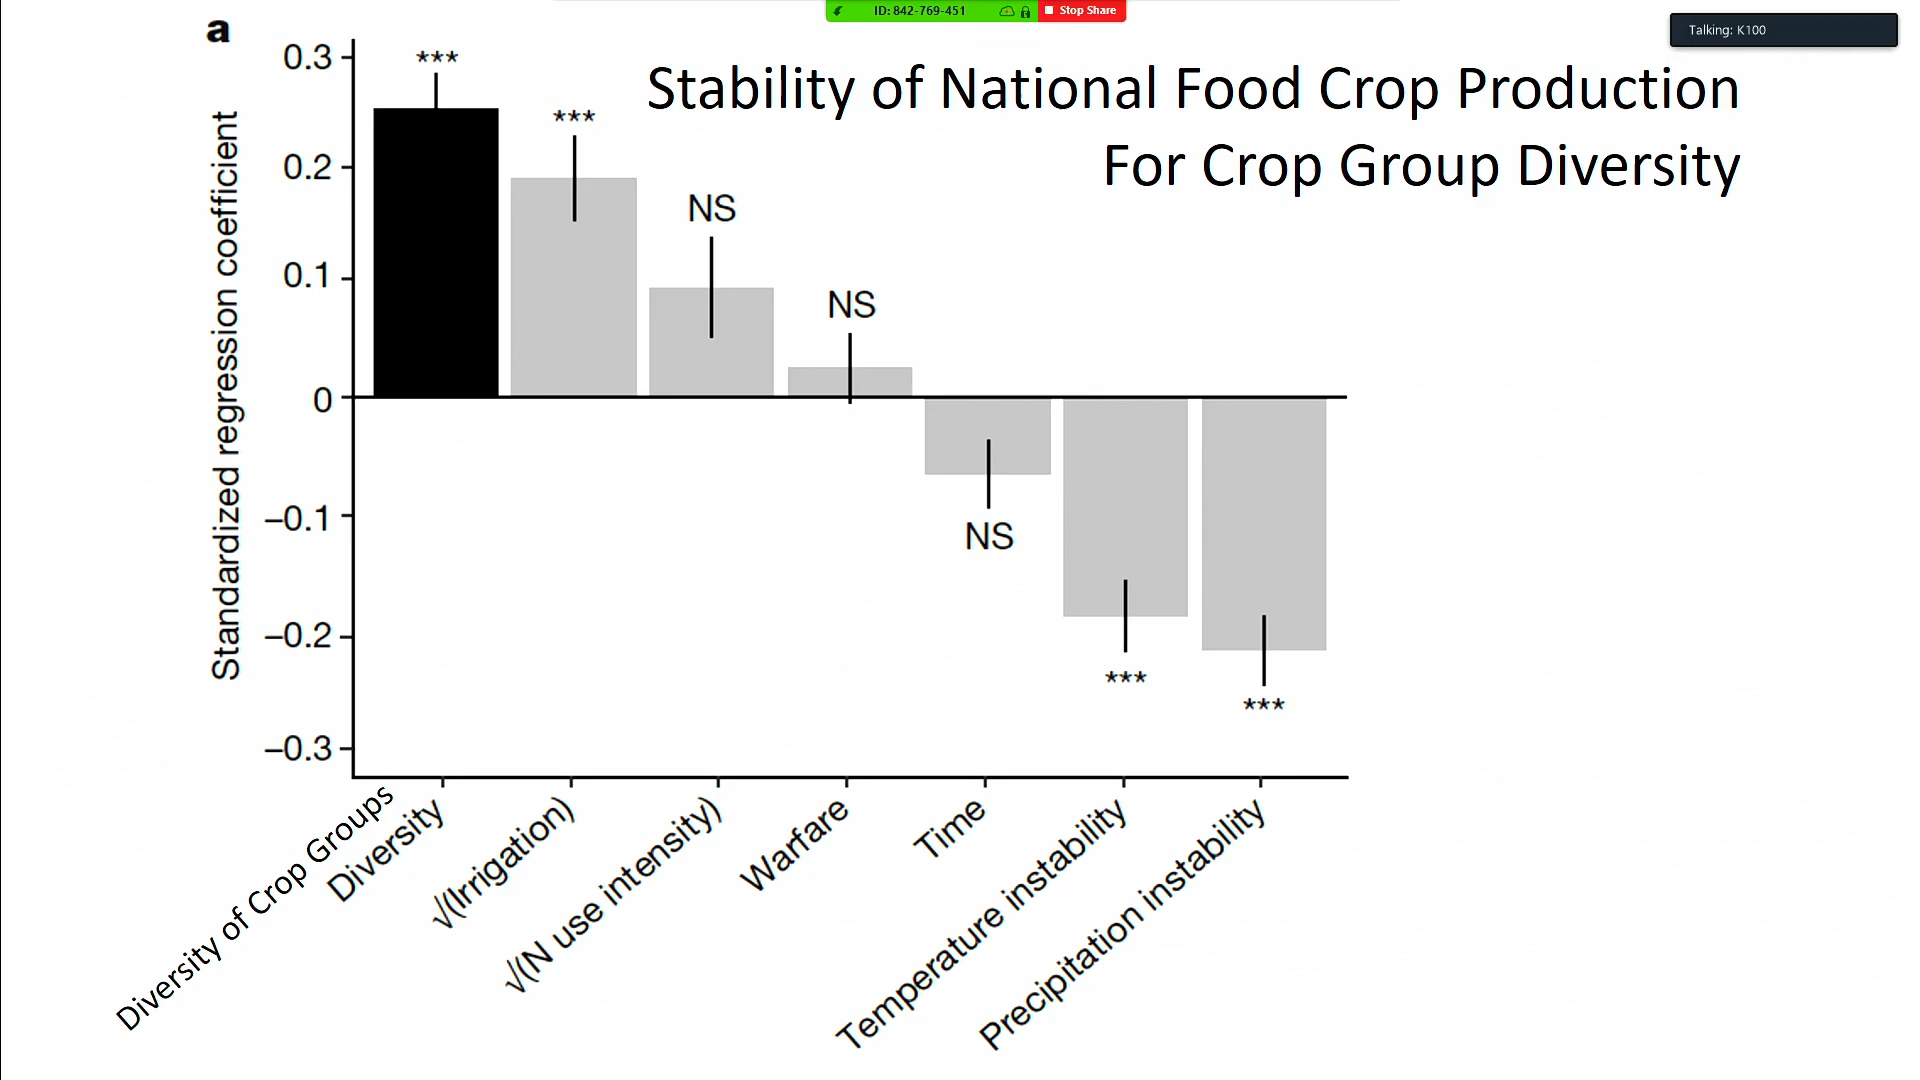 ID: 842-769-451
Stop Share
Talking: K100
a
Stability of National Food Crop Production
For Crop Group Diversity
Standardized regression coefficient
0.3
0.2
0.1
0
–0.1
–0.2
–0.3
***
***
NS
NS
NS
***
***
Diversity of Crop Groups
Diversity
√(Irrigation)
√(N use intensity)
Warfare
Time
Temperature instability
Precipitation instability